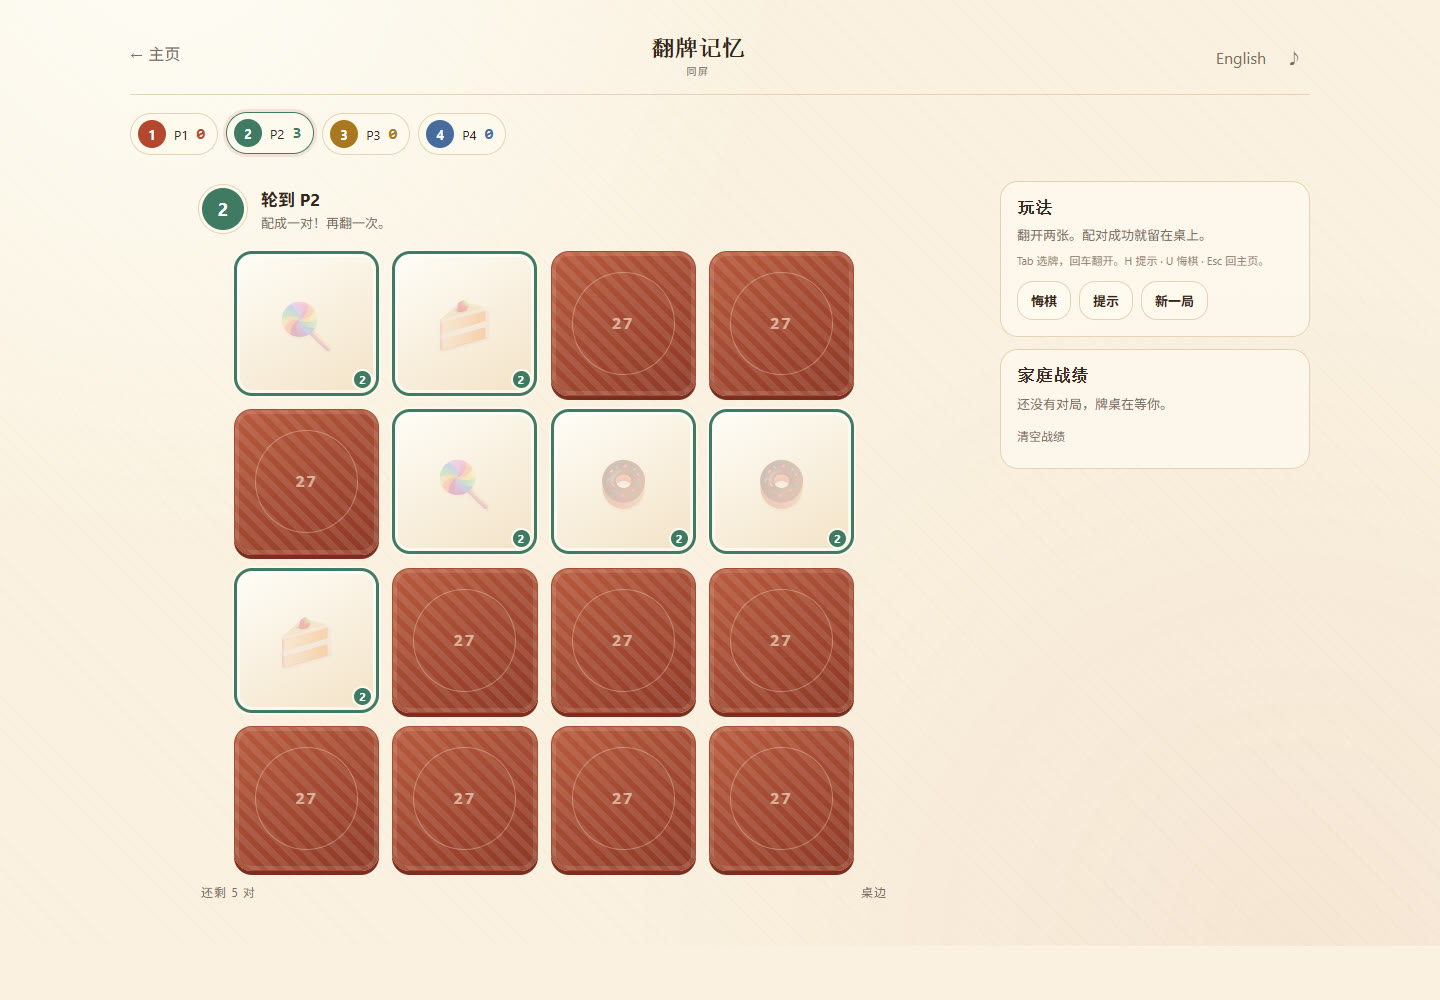 ← 主页
翻牌记忆
同屏
English ♪
1 P1 0
2 P2 3
3 P3 0
4 P4 0
2
轮到 P2
配成一对！再翻一次。
2
2
27
27
27
2
2
2
2
27
27
27
27
27
27
27
还剩 5 对
桌边
玩法
翻开两张。配对成功就留在桌上。
Tab 选牌，回车翻开。H 提示 · U 悔棋 · Esc 回主页。
悔棋
提示
新一局
家庭战绩
还没有对局，牌桌在等你。
清空战绩